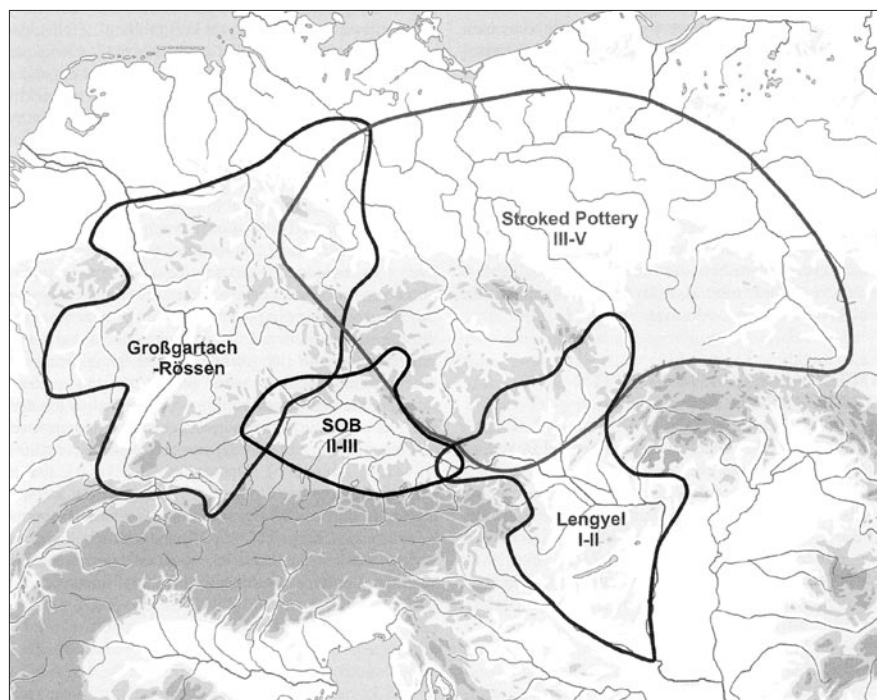 Stroked Pottery
III-V
Großgartach
-Rössen
SOB
II-III
Lengyel
I-II